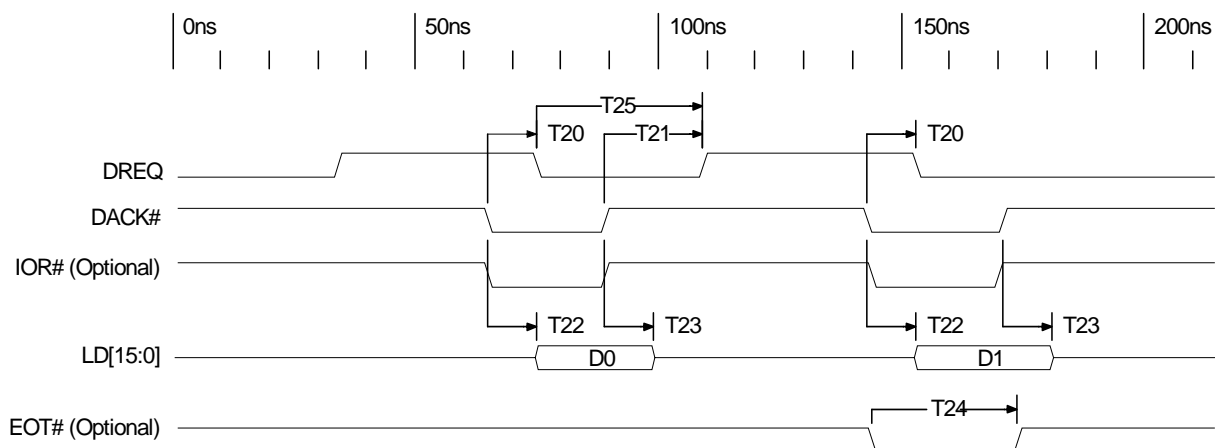 0ns 50ns 100ns 150ns 200ns
T25
T20 T21 T20
DREQ
DACK#
IOR# (Optional)
T22 T23 T22 T23
LD[15:0] D0 D1
T24
EOT# (Optional)